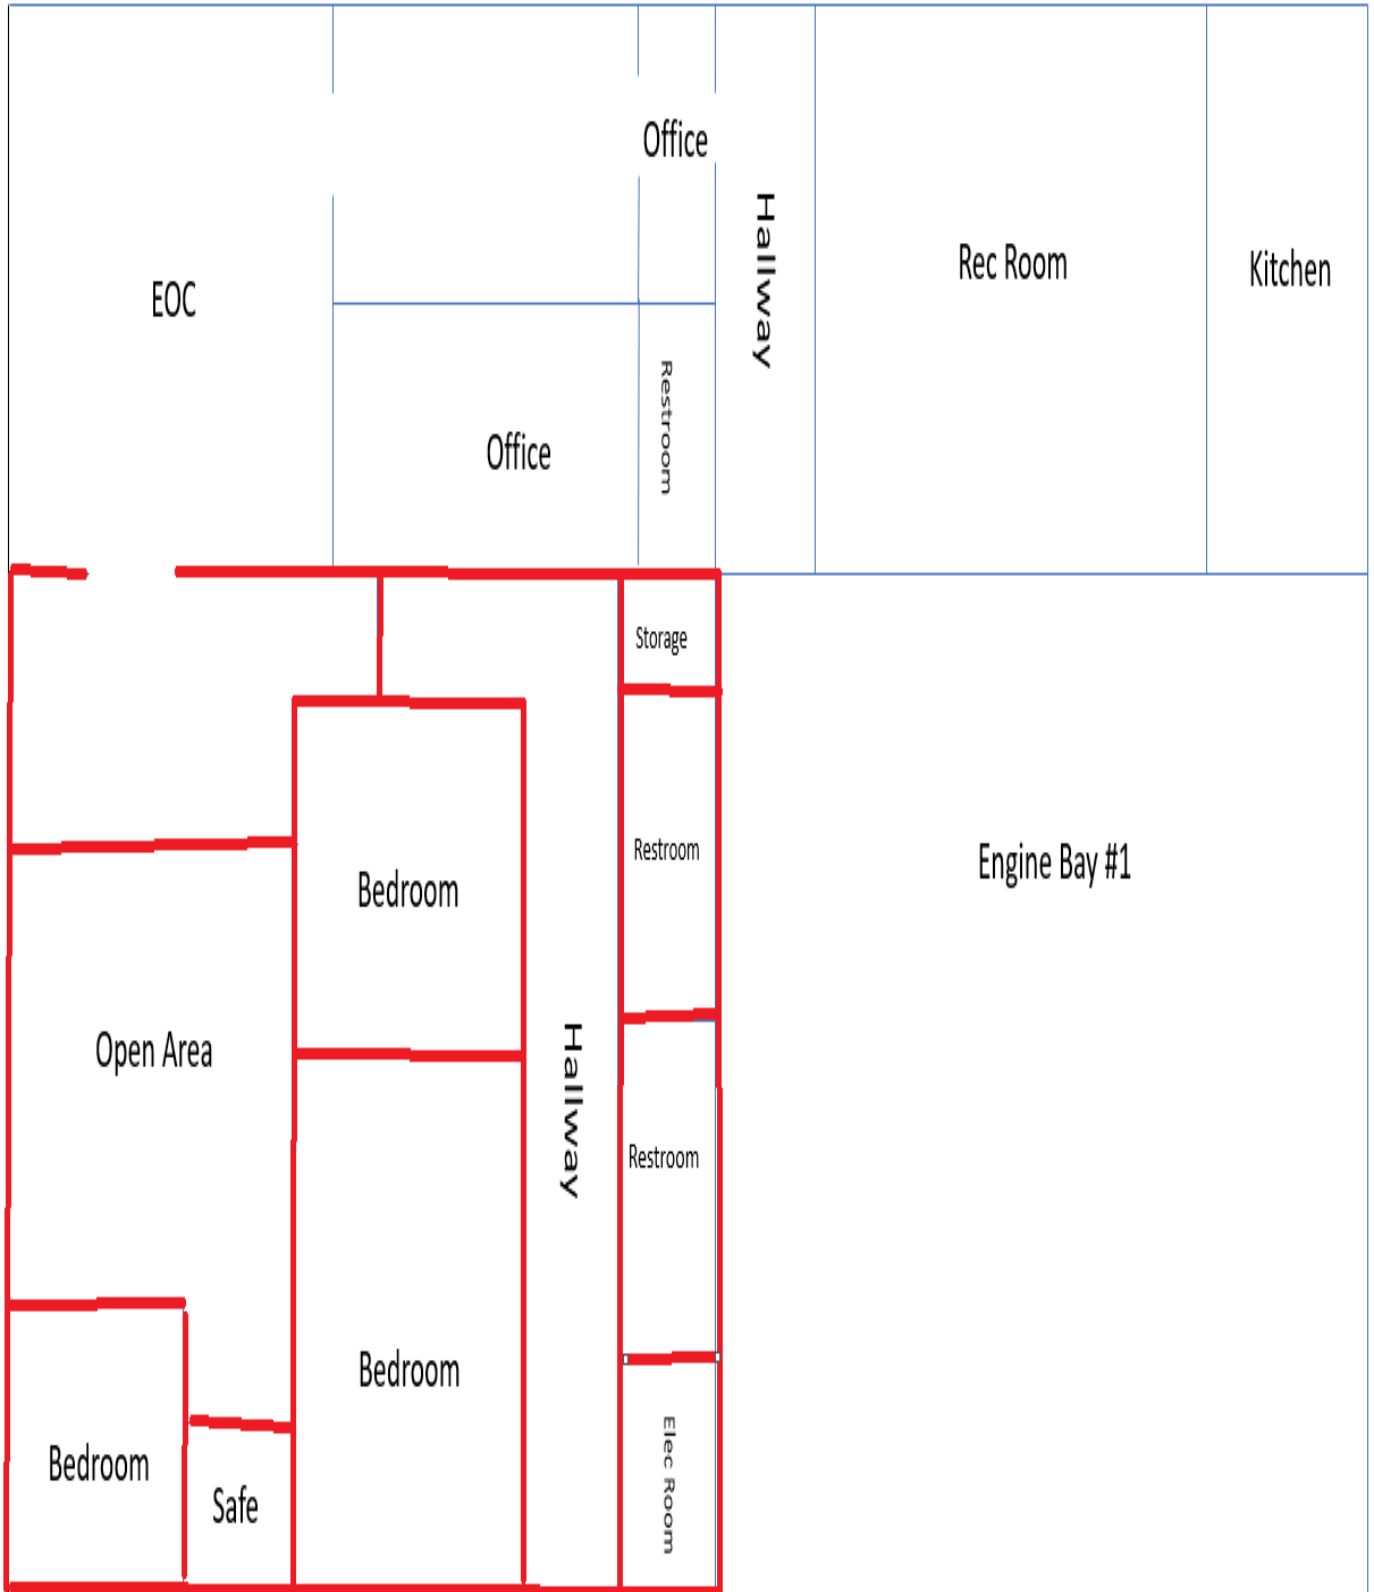 Office
Hallway
Rec Room
Kitchen
EOC
Office
Restroom
Storage
Restroom
Bedroom
Engine Bay #1
Open Area
Hallway
Restroom
Bedroom
Bedroom
Safe
Elec Room